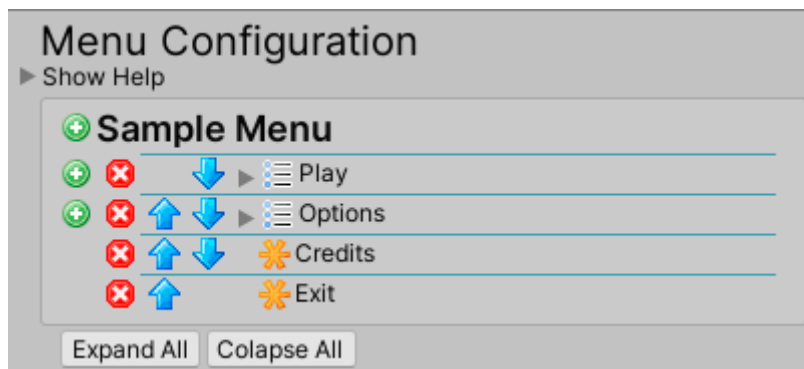 Menu Configuration
Show Help
Sample Menu
Play
Options
Credits
Exit
Expand All Colapse All